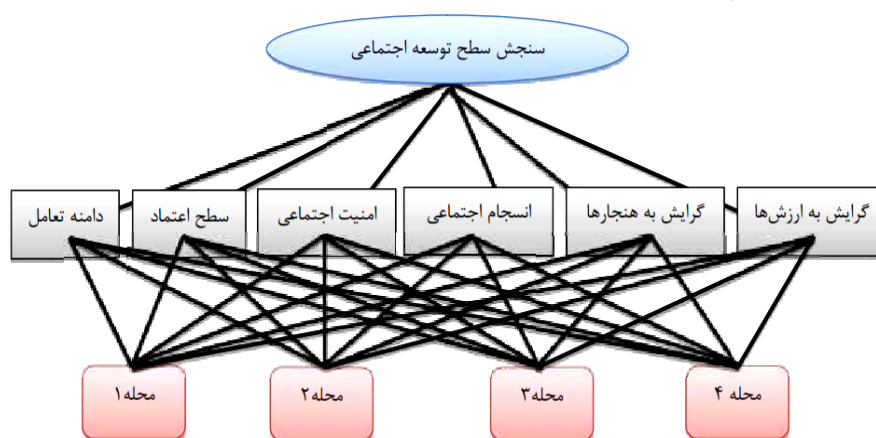 سنجش سطح توسعه اجتماعی
گرایش به ارزش‌ها
گرایش به هنجارها
انسجام اجتماعی
امنیت اجتماعی
سطح اعتماد
دامنه تعامل
محله ۴
محله۳
محله۲
محله۱